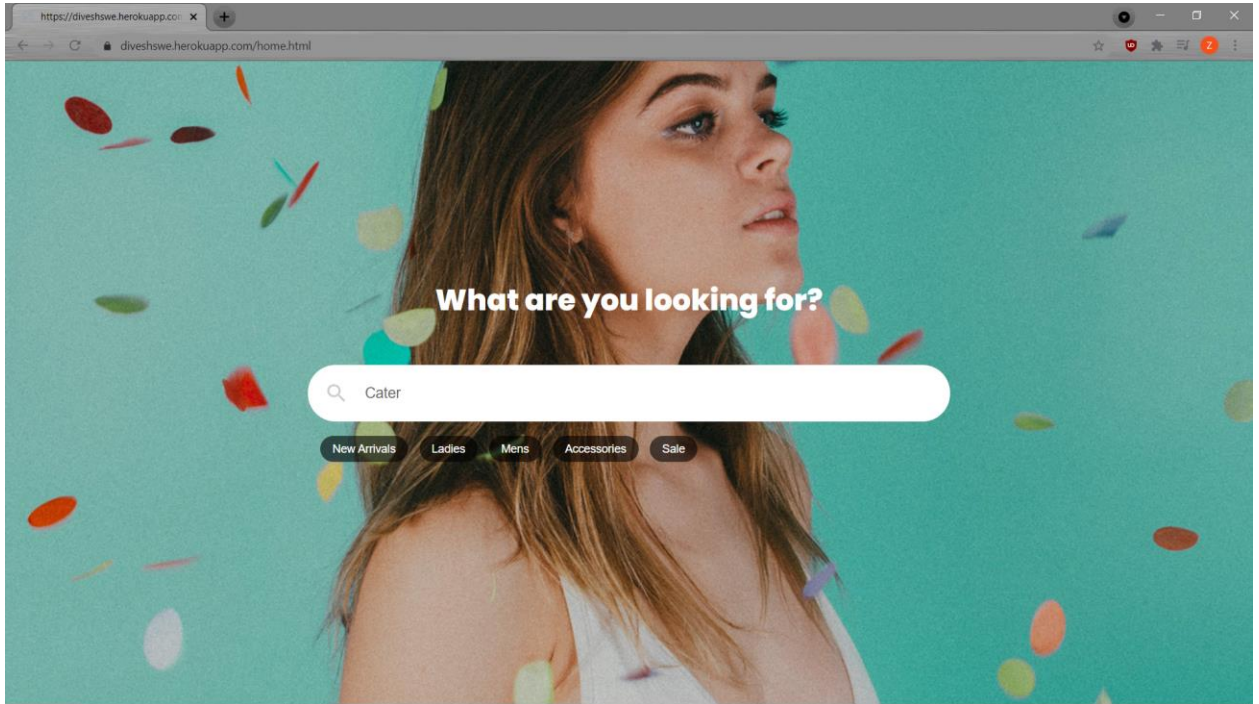 https://diveshswe.herokuapp.con
diveshswe.herokuapp.com/home.html
Z
What are you looking for?
Cater
New Arrivals Ladies Mens Accessories Sale